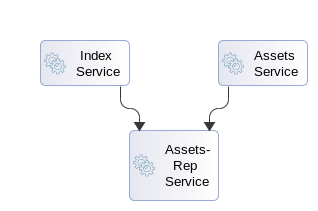 Index
Service
Assets
Service
Assets-
Rep
Service